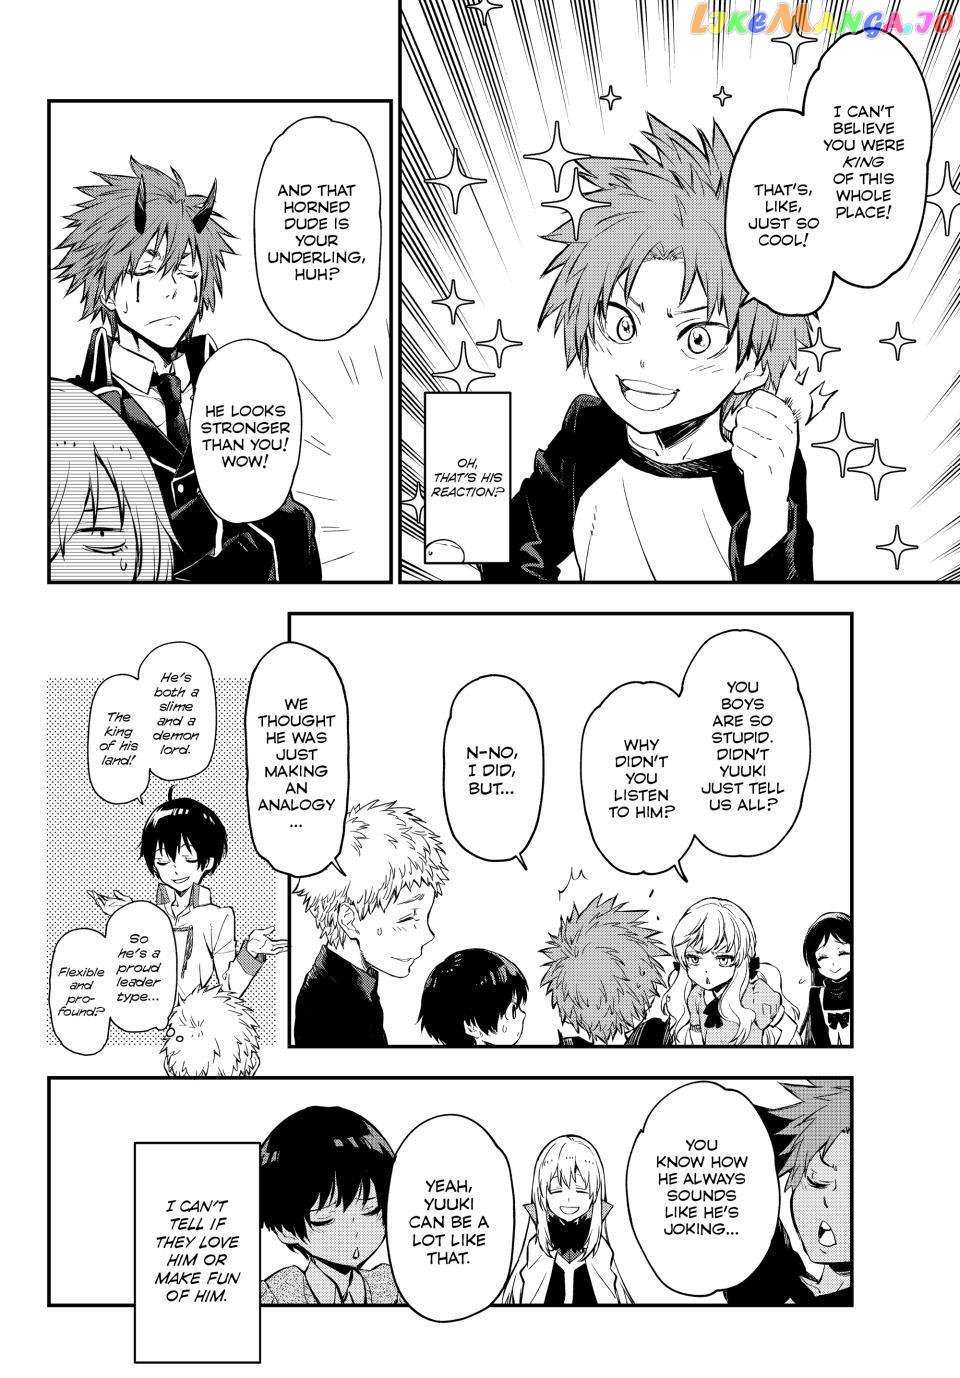 LIKEMANGA.IO
I CAN'T
BELIEVE
YOU WERE
KING
OF THIS
WHOLE
PLACE!
THAT'S,
LIKE,
JUST SO
COOL!
OH,
THAT'S HIS
REACTION?
AND THAT
HORNED
DUDE IS
YOUR
UNDERLING,
HUH?
HE LOOKS
STRONGER
THAN YOU!
WOW!
YOU
BOYS
ARE SO
STUPID.
DIDN'T
YUUKI
JUST TELL
US ALL?
WHY
DIDN'T
YOU
LISTEN
TO HIM?
N-NO,
I DID,
BUT...
WE
THOUGHT
HE WAS
JUST
MAKING
AN
ANALOGY
...
He's
both a
slime and a
demon
lord.
The
king
of his
land!
So
he's a
proud
leader
type...
Flexible
and
pro-
found?
YOU
KNOW HOW
HE ALWAYS
SOUNDS
LIKE HE'S
JOKING...
YEAH,
YUUKI
CAN BE A
LOT LIKE
THAT.
I CAN'T
TELL IF
THEY LOVE
HIM OR
MAKE FUN
OF HIM.